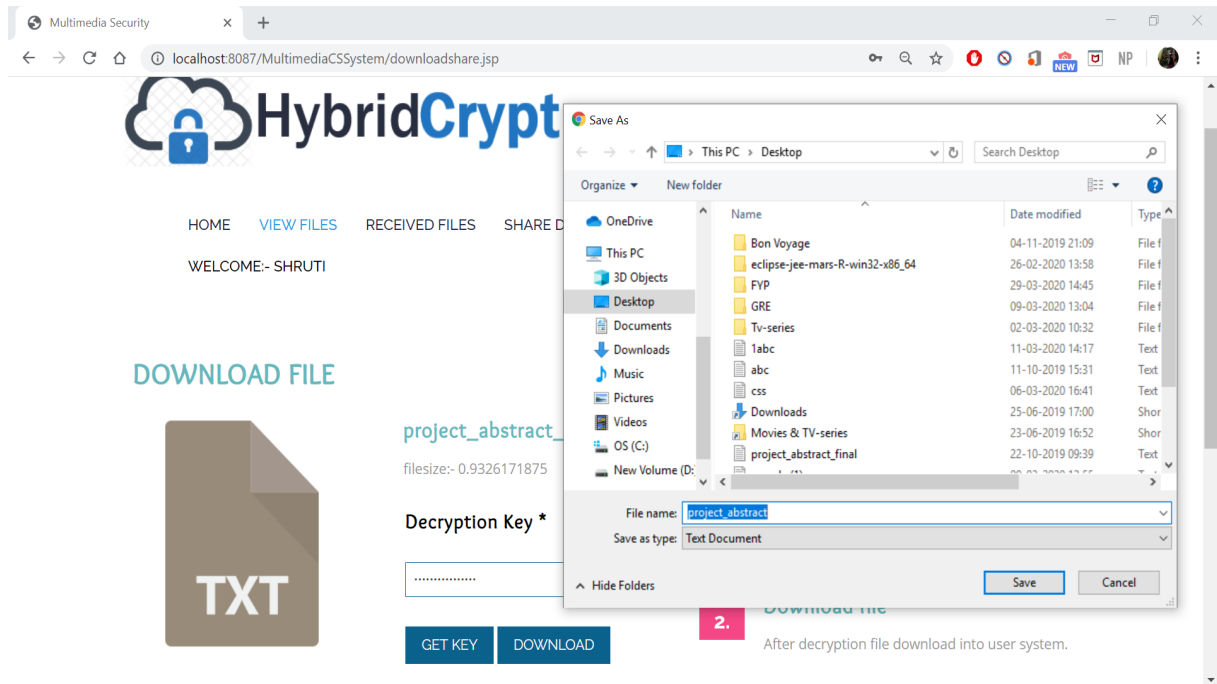 Multimedia Security
localhost:8087/MultimediaCSSystem/downloadshare.jsp
NEW
NP
HybridCrypt
HOME VIEW FILES RECEIVED FILES SHARE D
WELCOME:- SHRUTI
DOWNLOAD FILE
TXT
project_abstract_
filesize:- 0.9326171875
Decryption Key *
...............
GET KEY DOWNLOAD
Save As
This PC > Desktop
Search Desktop
Organize New folder
OneDrive
This PC
3D Objects
Desktop
Documents
Downloads
Music
Pictures
Videos
OS (C:)
New Volume (D:
Name Date modified Type
Bon Voyage 04-11-2019 21:09 File f
eclipse-jee-mars-R-win32-x86_64 26-02-2020 13:58 File f
FYP 29-03-2020 14:45 File f
GRE 09-03-2020 13:04 File f
Tv-series 02-03-2020 10:32 File f
1abc 11-03-2020 14:17 Text
abc 11-10-2019 15:31 Text
css 06-03-2020 16:41 Text
Downloads 25-06-2019 17:00 Shor
Movies & TV-series 23-06-2019 16:52 Shor
project_abstract_final 22-10-2019 09:39 Text
File name: project_abstract
Save as type: Text Document
Hide Folders
Save Cancel
2.
Download file
After decryption file download into user system.